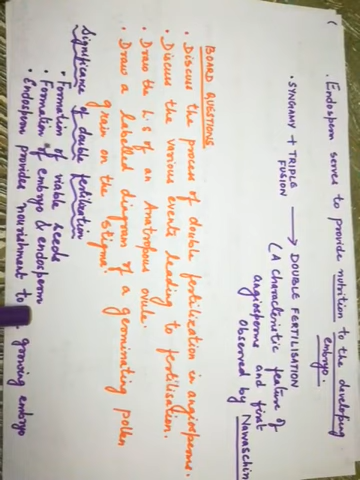 . Endosperm serves to provide nutrition to the developing
embryo.
• SYNGAMY + TRIPLE FUSION → DOUBLE FERTILISATION
(A characteristic feature of
angiosperms and first
observed by Nawaschin
BOARD QUESTIONS
• Discuss the process of double fertilization in angiosperms.
• Discuss the various events leading to fertilisation.
• Draw the L.S of an Anatropous ovule.
• Draw a labelled diagram of a germinating pollen
grain on the stigma.
Significance of double fertilization
• Formation of viable seeds
• Formation of embryo & endosperm
• Endosperm provides nourishment to growing embryo